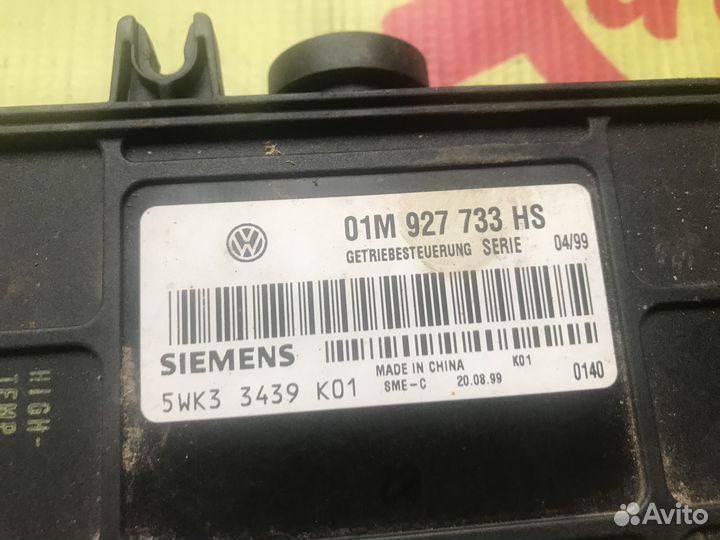 01M 927 733 HS
GETRIEBESTEUERUNG SERIE 04/99
SIEMENS
MADE IN CHINA K01
5WK3 3439 K01 SME-C 20.08.99 0140
HIGH-
TEMP
Avito